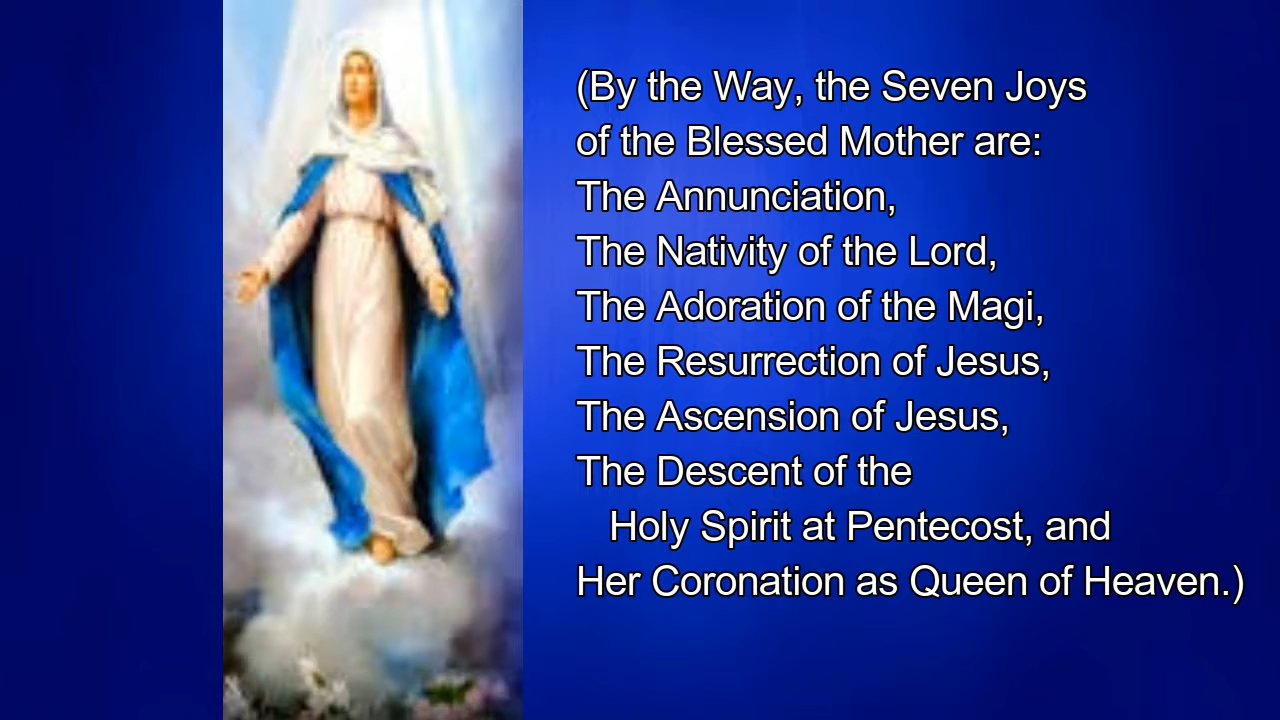 (By the Way, the Seven Joys
of the Blessed Mother are:
The Annunciation,
The Nativity of the Lord,
The Adoration of the Magi,
The Resurrection of Jesus,
The Ascension of Jesus,
The Descent of the
Holy Spirit at Pentecost, and
Her Coronation as Queen of Heaven.)